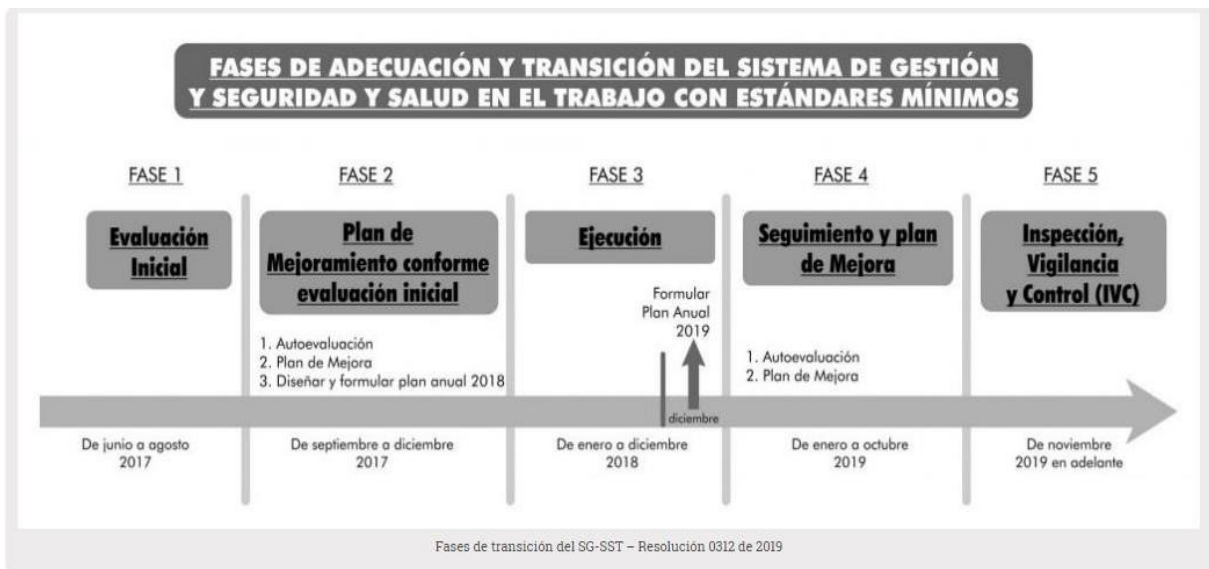 FASES DE ADECUACIÓN Y TRANSICIÓN DEL SISTEMA DE GESTIÓN
Y SEGURIDAD Y SALUD EN EL TRABAJO CON ESTÁNDARES MÍNIMOS
FASE 1
Evaluación
Inicial
De junio a agosto
2017
FASE 2
Plan de
Mejoramiento conforme
evaluación inicial
1. Autoevaluación
2. Plan de Mejora
3. Diseñar y formular plan anual 2018
De septiembre a diciembre
2017
FASE 3
Ejecución
Formular
Plan Anual
2019
diciembre
De enero a diciembre
2018
FASE 4
Seguimiento y plan
de Mejora
1. Autoevaluación
2. Plan de Mejora
De enero a octubre
2019
FASE 5
Inspección,
Vigilancia
y Control (IVC)
De noviembre
2019 en adelante
Fases de transición del SG-SST – Resolución 0312 de 2019